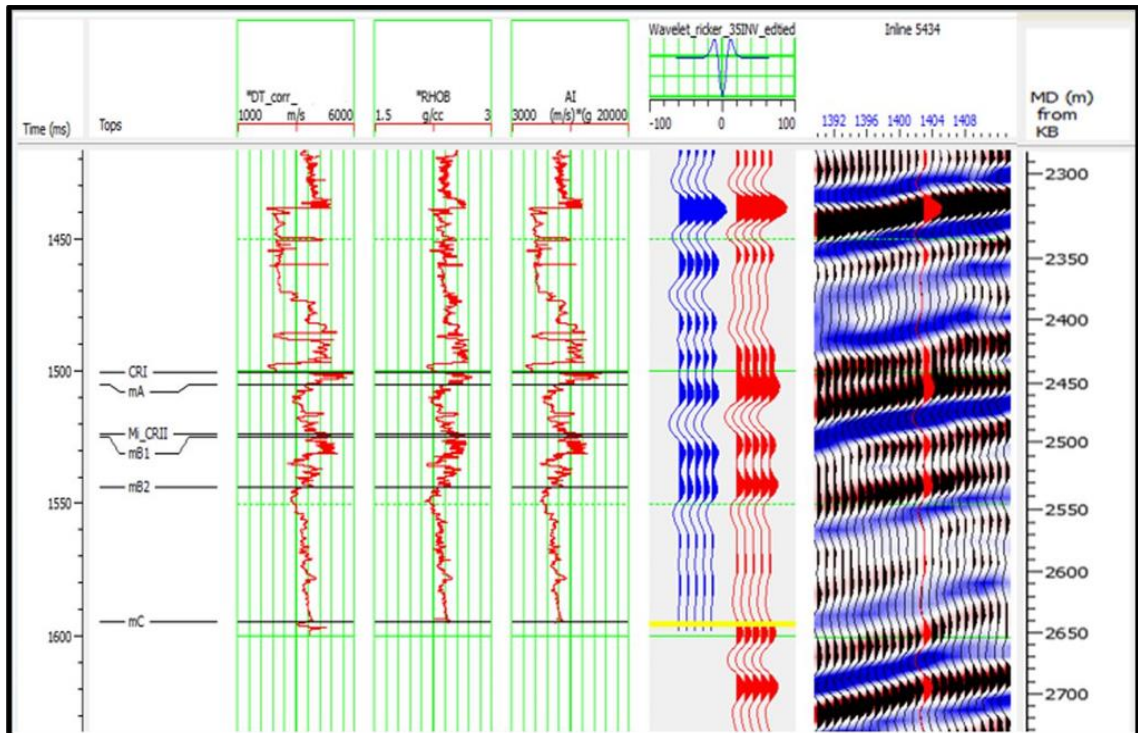 Wavelet_ricker_35INV_edtied
Inline 5434
*DT_corr_
*RHOB
AI
MD (m)
from
KB
1000 m/s 6000
1.5 g/cc 3
3000 (m/s)*(g 20000
-100 0 100
1392 1396 1400 1404 1408
Time (ms)
Tops
2300
1450
2350
2400
CRI
1500
mA
2450
Mi_CRII
mB1
2500
mB2
1550
2550
2600
mC
1600
2650
2700